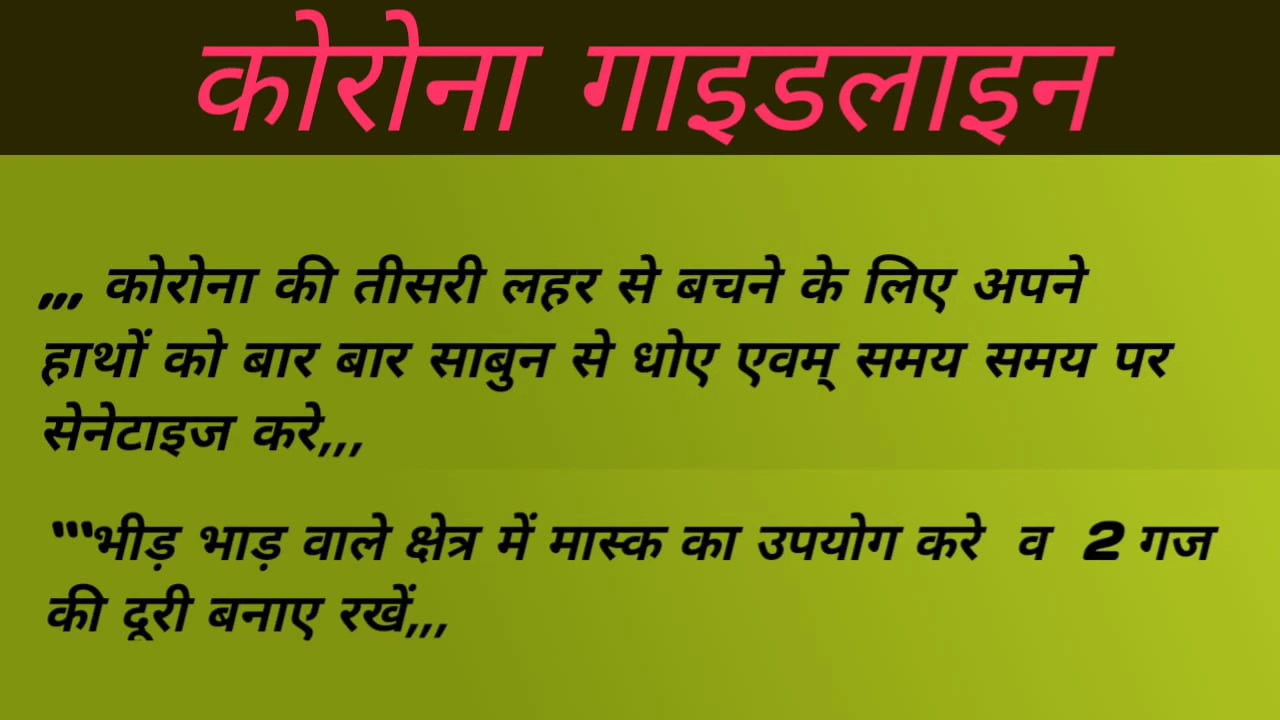 कोरोना गाइडलाइन
,,, कोरोना की तीसरी लहर से बचने के लिए अपने
हाथों को बार बार साबुन से धोए एवम् समय समय पर
सेनेटाइज करे,,,
“‘भीड़ भाड़ वाले क्षेत्र में मास्क का उपयोग करे व 2 गज
की दूरी बनाए रखें,,,